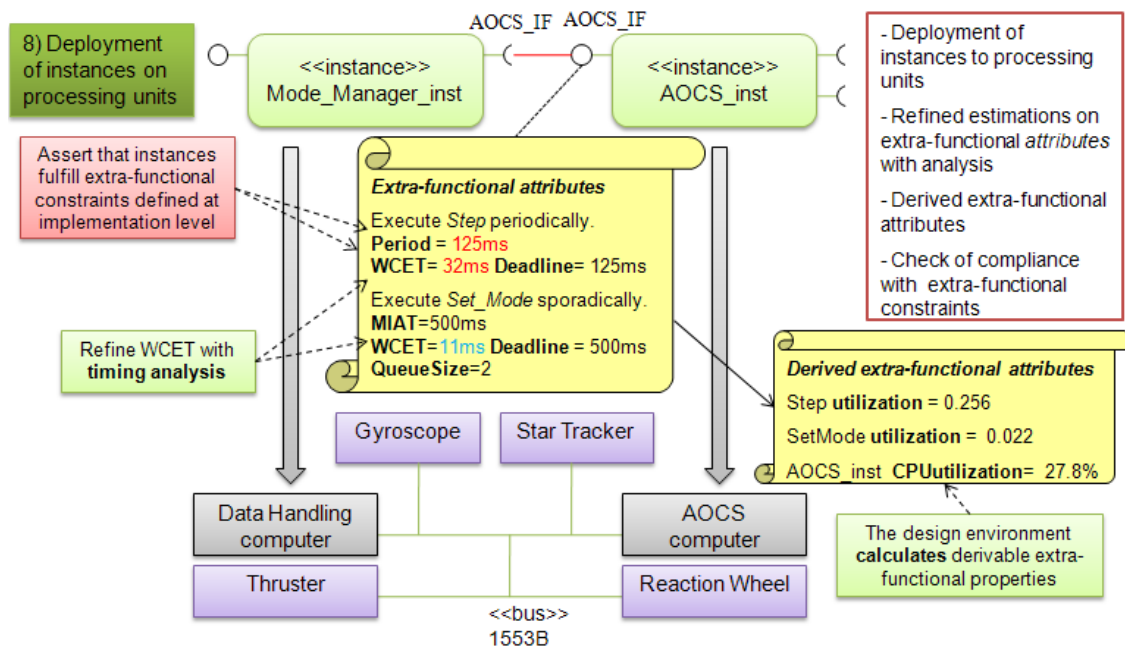 8) Deployment
of instances on
processing units
AOCS_IF
AOCS_IF
<<instance>>
Mode_Manager_inst
<<instance>>
AOCS_inst
- Deployment of
instances to processing
units
- Refined estimations on
extra-functional attributes
with analysis
- Derived extra-functional
attributes
- Check of compliance
with extra-functional
constraints
Assert that instances
fulfill extra-functional
constraints defined at
implementation level
Extra-functional attributes
Execute Step periodically.
Period = 125ms
WCET= 32ms Deadline= 125ms
Execute Set_Mode sporadically.
MIAT=500ms
WCET=11ms Deadline = 500ms
QueueSize=2
Refine WCET with
timing analysis
Derived extra-functional attributes
Step utilization = 0.256
SetMode utilization = 0.022
AOCS_inst CPUutilization= 27.8%
Gyroscope
Star Tracker
Data Handling
computer
AOCS
computer
The design environment
calculates derivable extra-
functional properties
Thruster
Reaction Wheel
<<bus>>
1553B